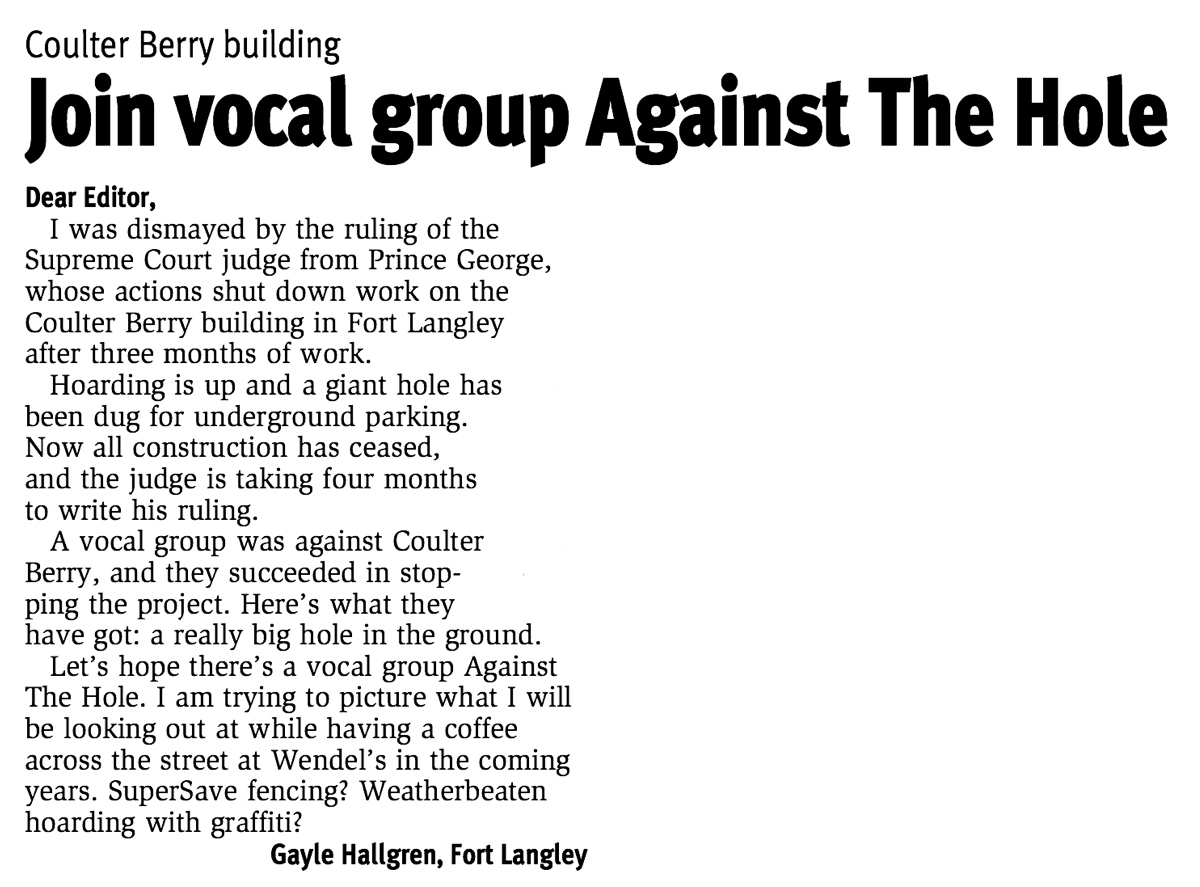 Coulter Berry building
Join vocal group Against The Hole
Dear Editor,
I was dismayed by the ruling of the
Supreme Court judge from Prince George,
whose actions shut down work on the
Coulter Berry building in Fort Langley
after three months of work.
Hoarding is up and a giant hole has
been dug for underground parking.
Now all construction has ceased,
and the judge is taking four months
to write his ruling.
A vocal group was against Coulter
Berry, and they succeeded in stop-
ping the project. Here's what they
have got: a really big hole in the ground.
Let's hope there's a vocal group Against
The Hole. I am trying to picture what I will
be looking out at while having a coffee
across the street at Wendel's in the coming
years. SuperSave fencing? Weatherbeaten
hoarding with graffiti?
Gayle Hallgren, Fort Langley